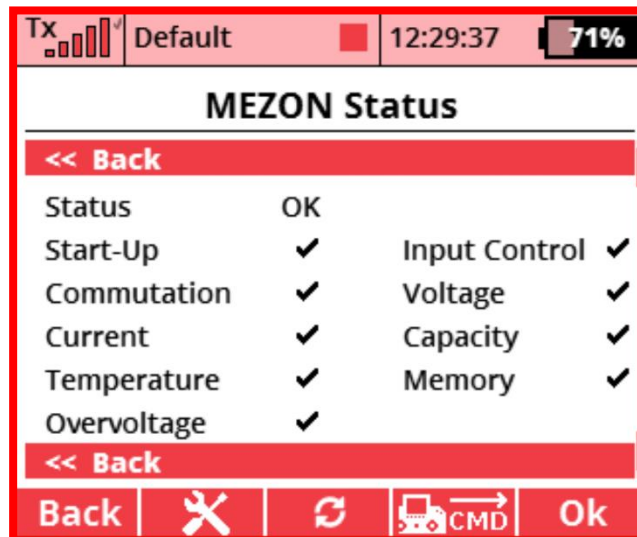 Tx Default 12:29:37 71%
MEZON Status
<< Back
Status OK
Start-Up ✓ Input Control ✓
Commutation ✓ Voltage ✓
Current ✓ Capacity ✓
Temperature ✓ Memory ✓
Overvoltage ✓
<< Back
Back CMD Ok